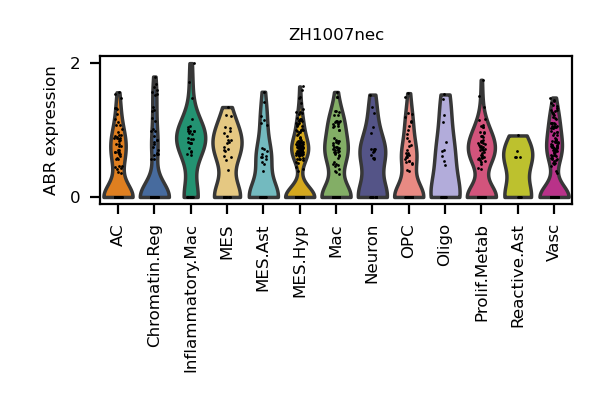 ZH1007nec
ABR expression
2
0
AC
Chromatin.Reg
Inflammatory.Mac
MES
MES.Ast
MES.Hyp
Mac
Neuron
OPC
Oligo
Prolif.Metab
Reactive.Ast
Vasc